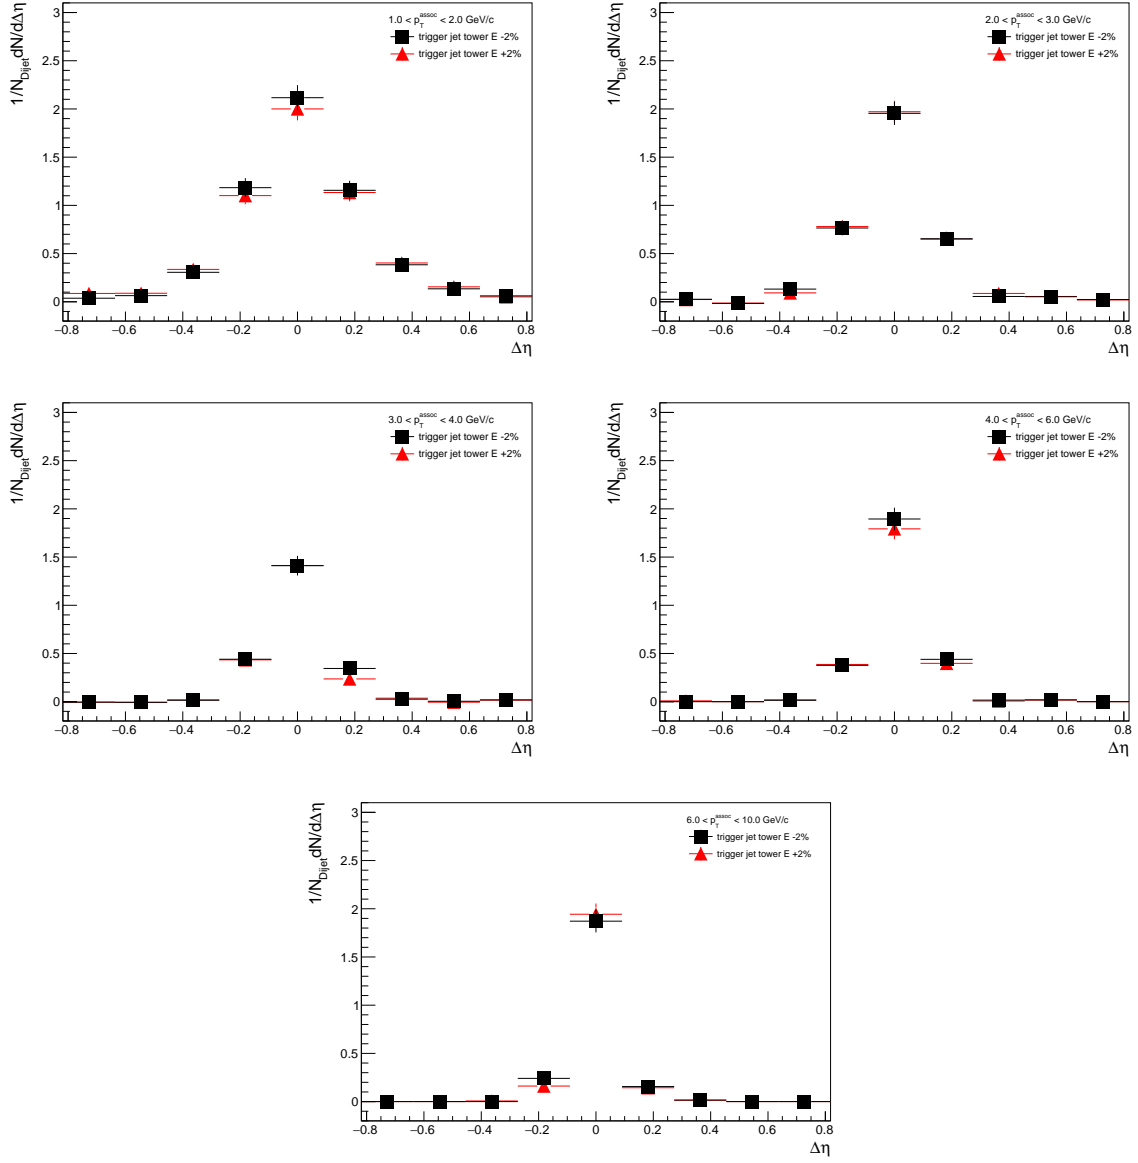 1/N_Dijet dN/dΔη
1.0 < p_T^assoc < 2.0 GeV/c
trigger jet tower E -2%
trigger jet tower E +2%
3
2.5
2
1.5
1
0.5
0
−0.8 −0.6 −0.4 −0.2 0 0.2 0.4 0.6 0.8
Δη
1/N_Dijet dN/dΔη
2.0 < p_T^assoc < 3.0 GeV/c
trigger jet tower E -2%
trigger jet tower E +2%
3
2.5
2
1.5
1
0.5
0
−0.8 −0.6 −0.4 −0.2 0 0.2 0.4 0.6 0.8
Δη
1/N_Dijet dN/dΔη
3.0 < p_T^assoc < 4.0 GeV/c
trigger jet tower E -2%
trigger jet tower E +2%
3
2.5
2
1.5
1
0.5
0
−0.8 −0.6 −0.4 −0.2 0 0.2 0.4 0.6 0.8
Δη
1/N_Dijet dN/dΔη
4.0 < p_T^assoc < 6.0 GeV/c
trigger jet tower E -2%
trigger jet tower E +2%
3
2.5
2
1.5
1
0.5
0
−0.8 −0.6 −0.4 −0.2 0 0.2 0.4 0.6 0.8
Δη
1/N_Dijet dN/dΔη
6.0 < p_T^assoc < 10.0 GeV/c
trigger jet tower E -2%
trigger jet tower E +2%
3
2.5
2
1.5
1
0.5
0
−0.8 −0.6 −0.4 −0.2 0 0.2 0.4 0.6 0.8
Δη